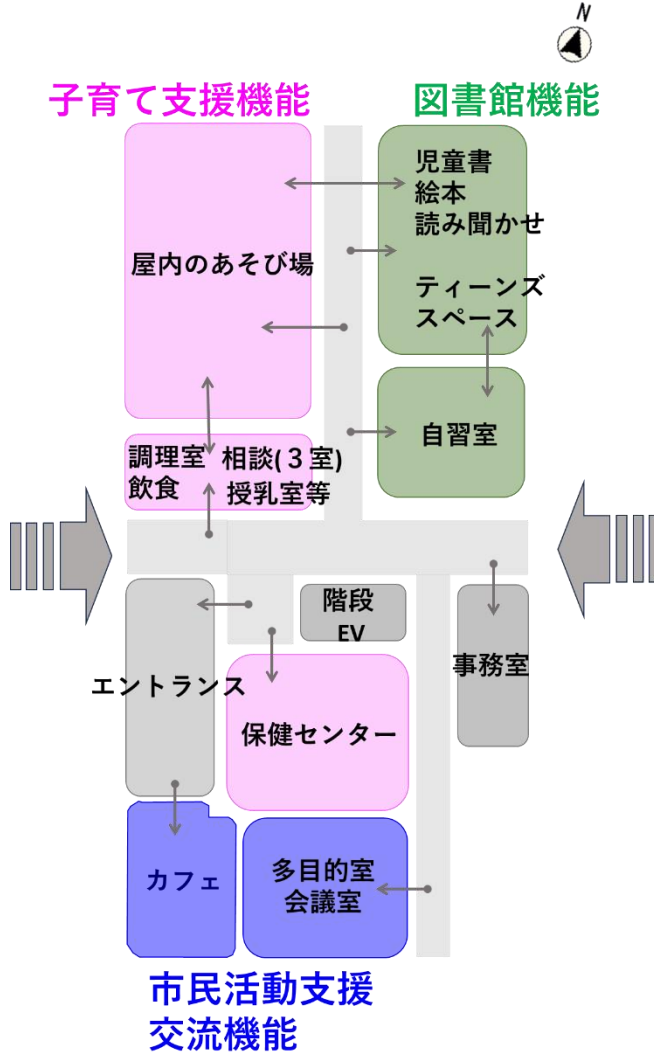 N
子育て支援機能
図書館機能
児童書
絵本
読み聞かせ
ティーンズ
スペース
屋内のあそび場
自習室
調理室
飲食
相談(３室)
授乳室等
階段
EV
事務室
エントランス
保健センター
カフェ
多目的室
会議室
市民活動支援
交流機能